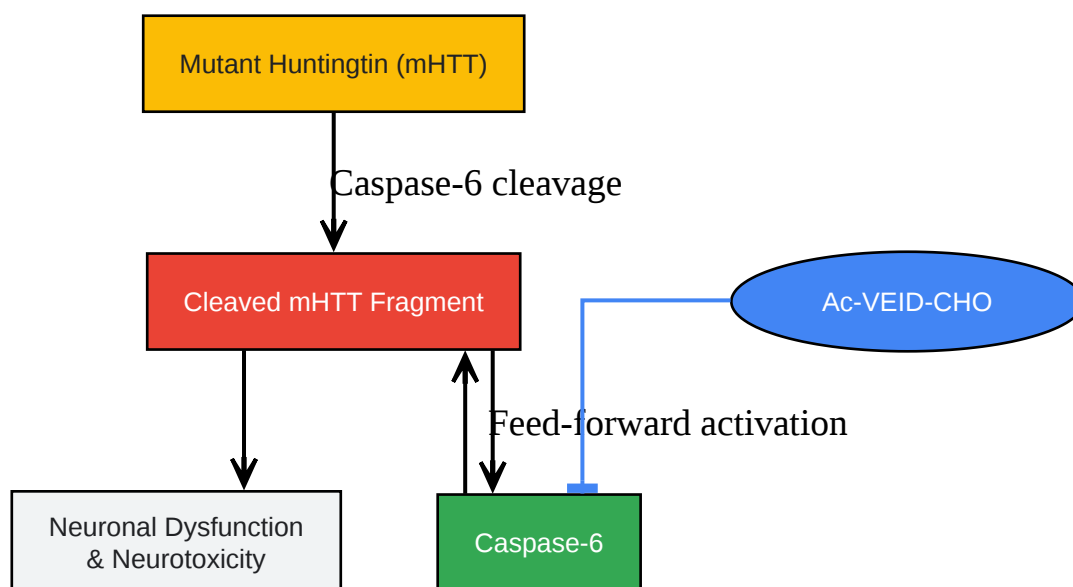 Mutant Huntingtin (mHTT)
Caspase-6 cleavage
Cleaved mHTT Fragment
Ac-VEID-CHO
Feed-forward activation
Neuronal Dysfunction
& Neurotoxicity
Caspase-6